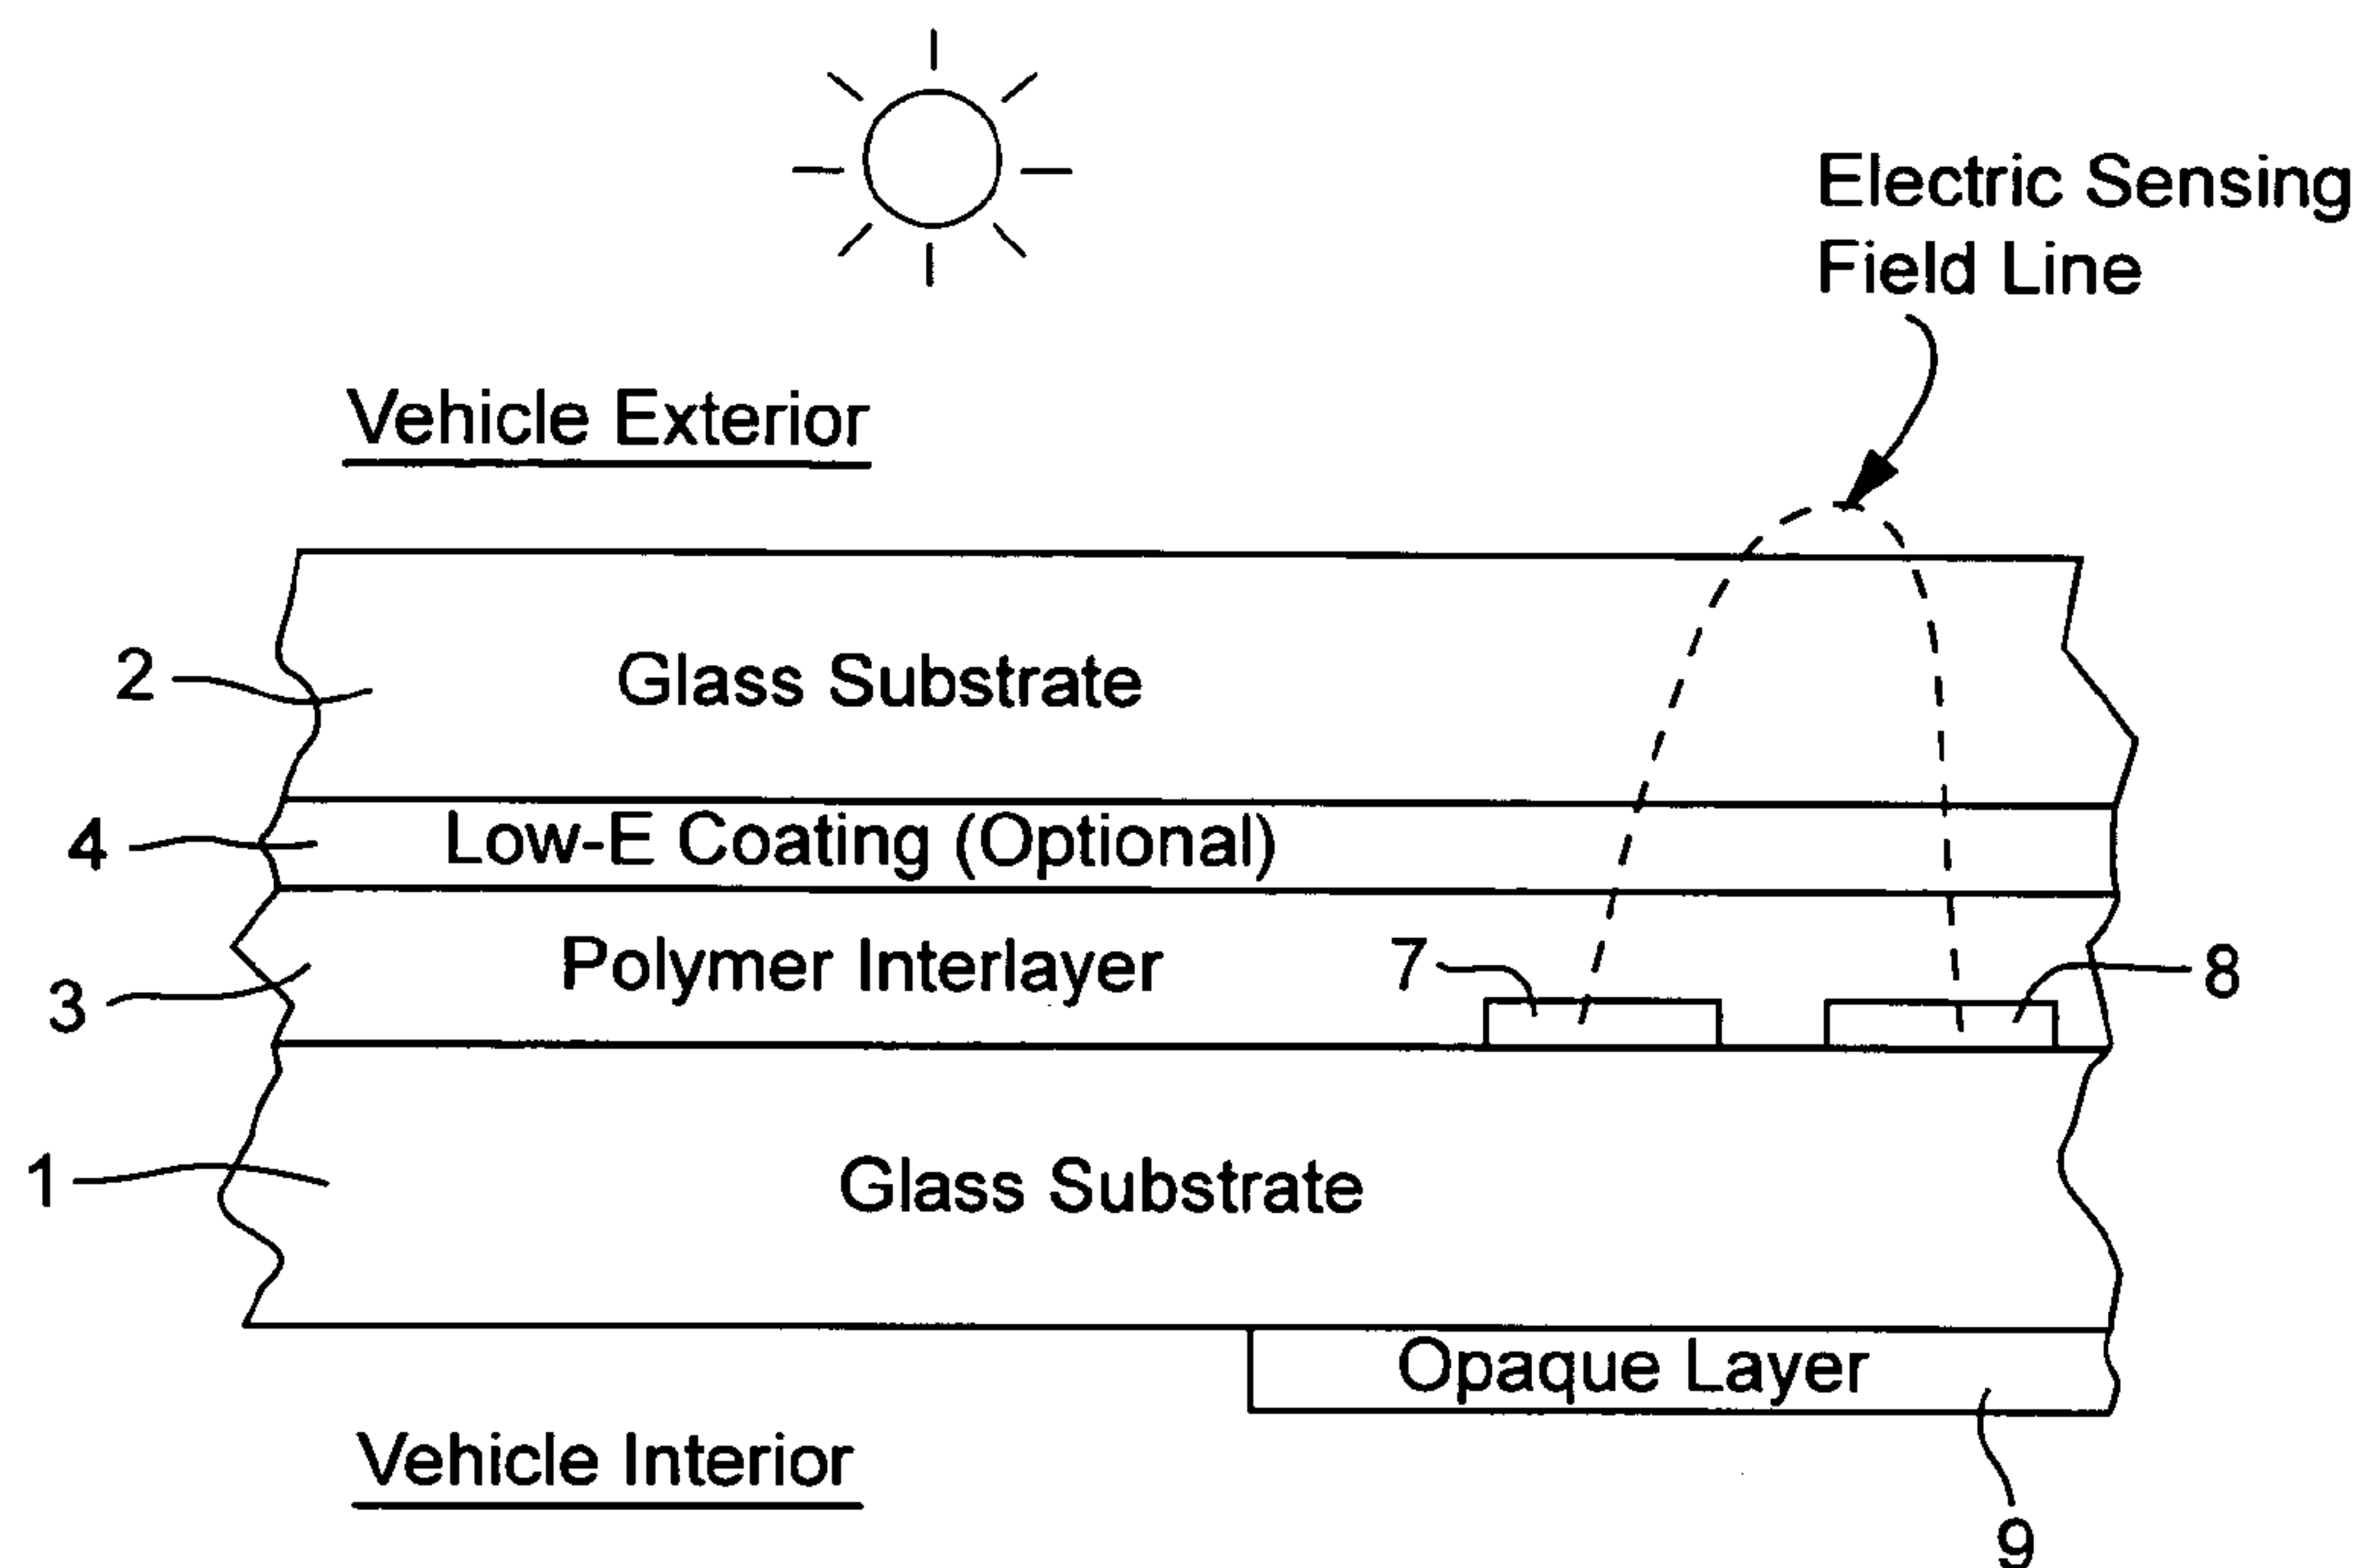 Electric Sensing
Field Line
Vehicle Exterior
2
Glass Substrate
4
Low-E Coating (Optional)
3
Polymer Interlayer
7
8
1
Glass Substrate
Opaque Layer
Vehicle Interior
9